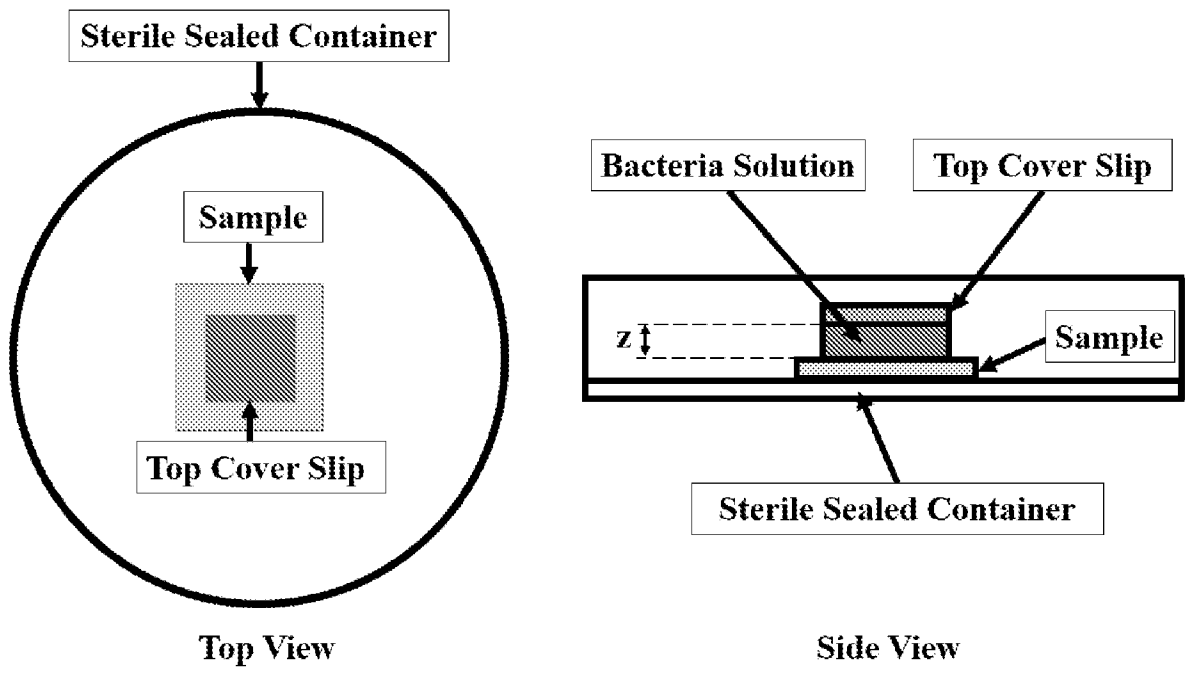 Sterile Sealed Container
Sample
Top Cover Slip
Top View
Bacteria Solution
Top Cover Slip
z
Sample
Sterile Sealed Container
Side View